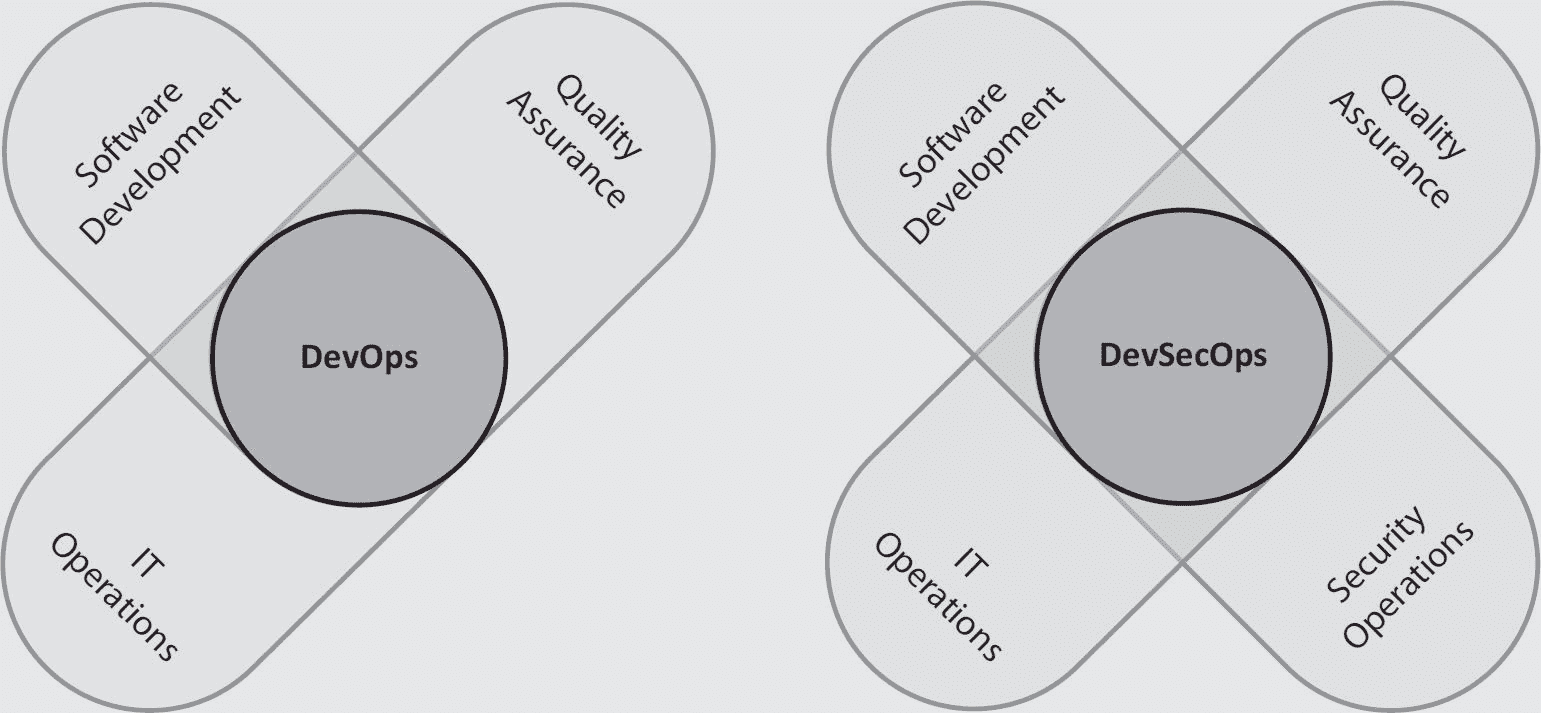 Software
Development
Quality
Assurance
DevOps
IT
Operations
Software
Development
Quality
Assurance
DevSecOps
IT
Operations
Security
Operations